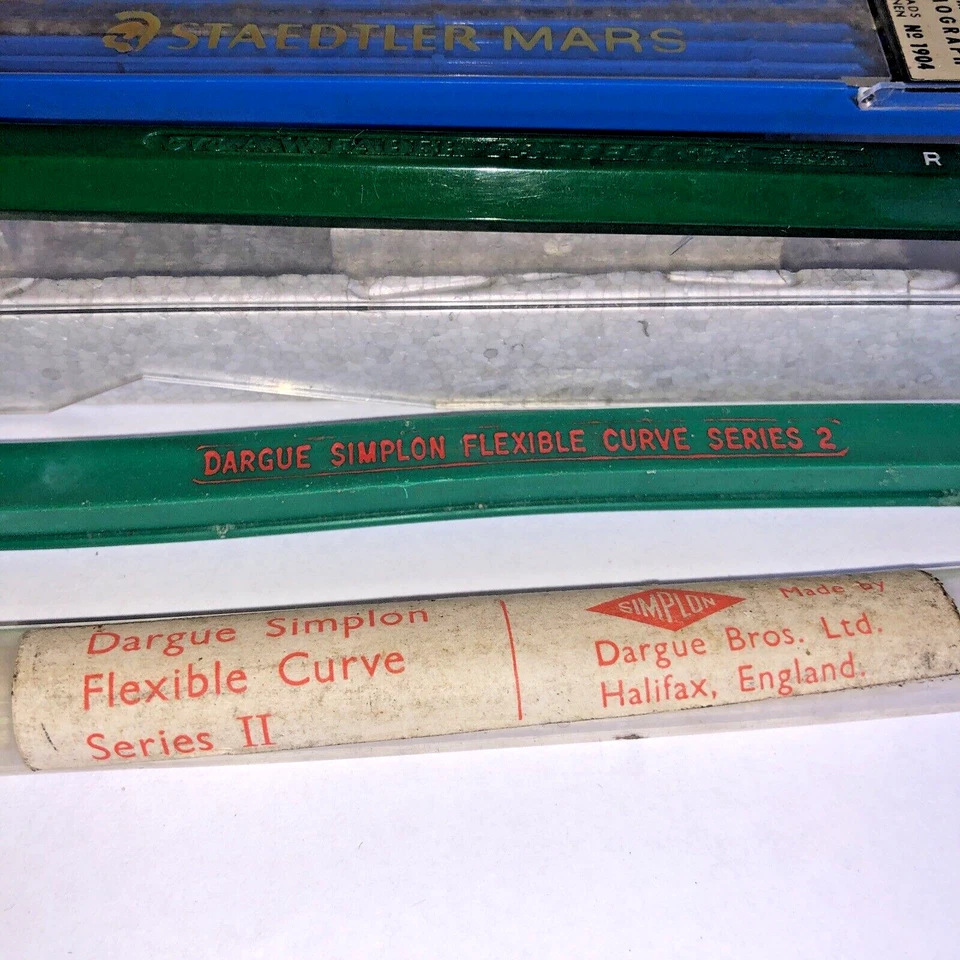 STAEDTLER MARS
Nº 1904
R
DARGUE SIMPLON FLEXIBLE CURVE SERIES 2
Dargue Simplon
Flexible Curve
Series II
SIMPLON
Made by
Dargue Bros. Ltd.
Halifax, England.